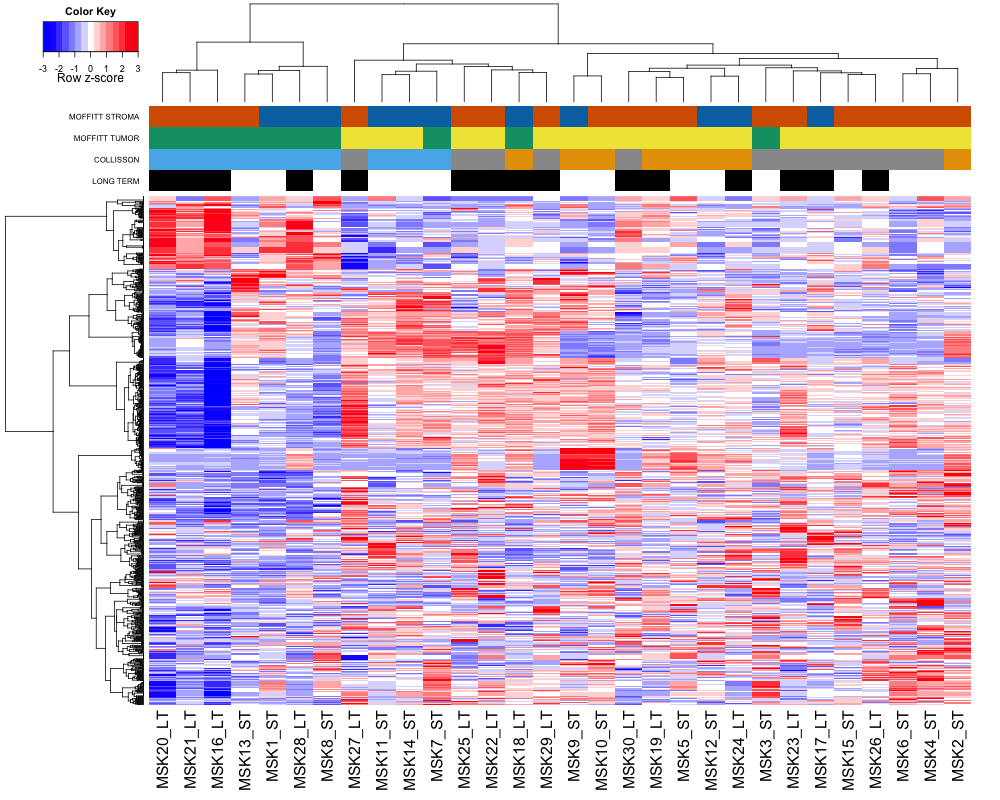 Color Key
-3 -2 -1 0 1 2 3
Row z-score
MOFFITT STROMA
MOFFITT TUMOR
COLLISSON
LONG TERM
MSK20_LT
MSK21_LT
MSK16_LT
MSK13_ST
MSK1_ST
MSK28_LT
MSK8_ST
MSK27_LT
MSK11_ST
MSK14_ST
MSK7_ST
MSK25_LT
MSK22_LT
MSK18_LT
MSK29_LT
MSK9_ST
MSK10_ST
MSK30_LT
MSK19_LT
MSK5_ST
MSK12_ST
MSK24_LT
MSK3_ST
MSK23_LT
MSK17_LT
MSK15_ST
MSK26_LT
MSK6_ST
MSK4_ST
MSK2_ST